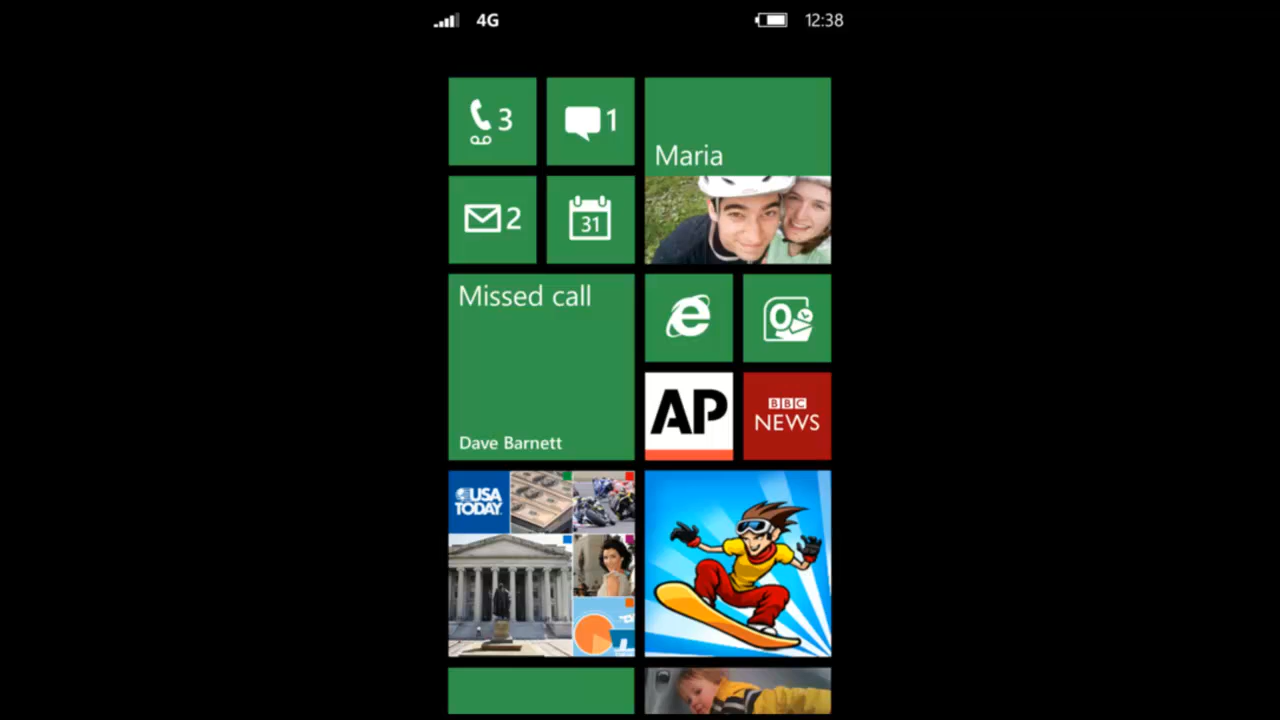 4G 12:38
3
1
Maria
2
31
Missed call
Dave Barnett
e
O
AP
BBC
NEWS
USA
TODAY